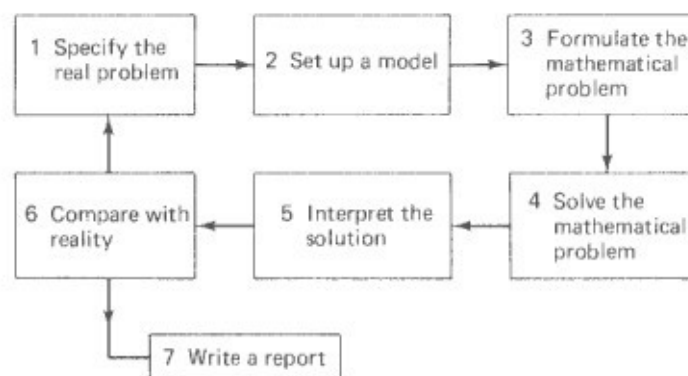 1 Specify the
real problem
2 Set up a model
3 Formulate the
mathematical
problem
4 Solve the
mathematical
problem
5 Interpret the
solution
6 Compare with
reality
7 Write a report